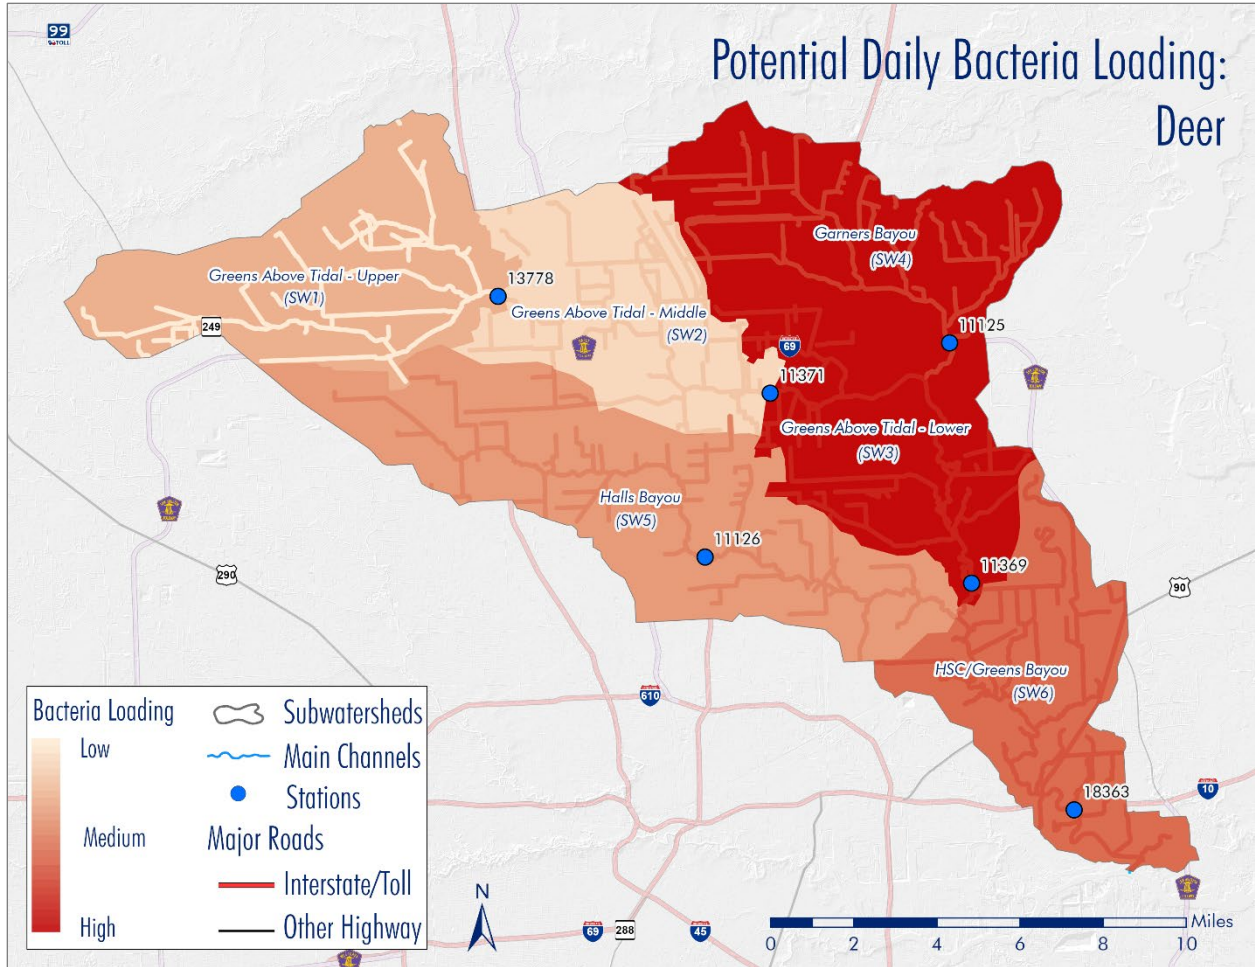 99
TOLL
Potential Daily Bacteria Loading:
Deer
Garners Bayou
(SW4)
Greens Above Tidal - Upper
(SW1)
13778
Greens Above Tidal - Middle
(SW2)
249
69
11125
11371
Greens Above Tidal - Lower
(SW3)
Halls Bayou
(SW5)
11126
11369
290
90
HSC/Greens Bayou
(SW6)
610
18363
10
Bacteria Loading
Low
Medium
High
Subwatersheds
Main Channels
Stations
Major Roads
Interstate/Toll
Other Highway
N
69
288
45
Miles
0 2 4 6 8 10